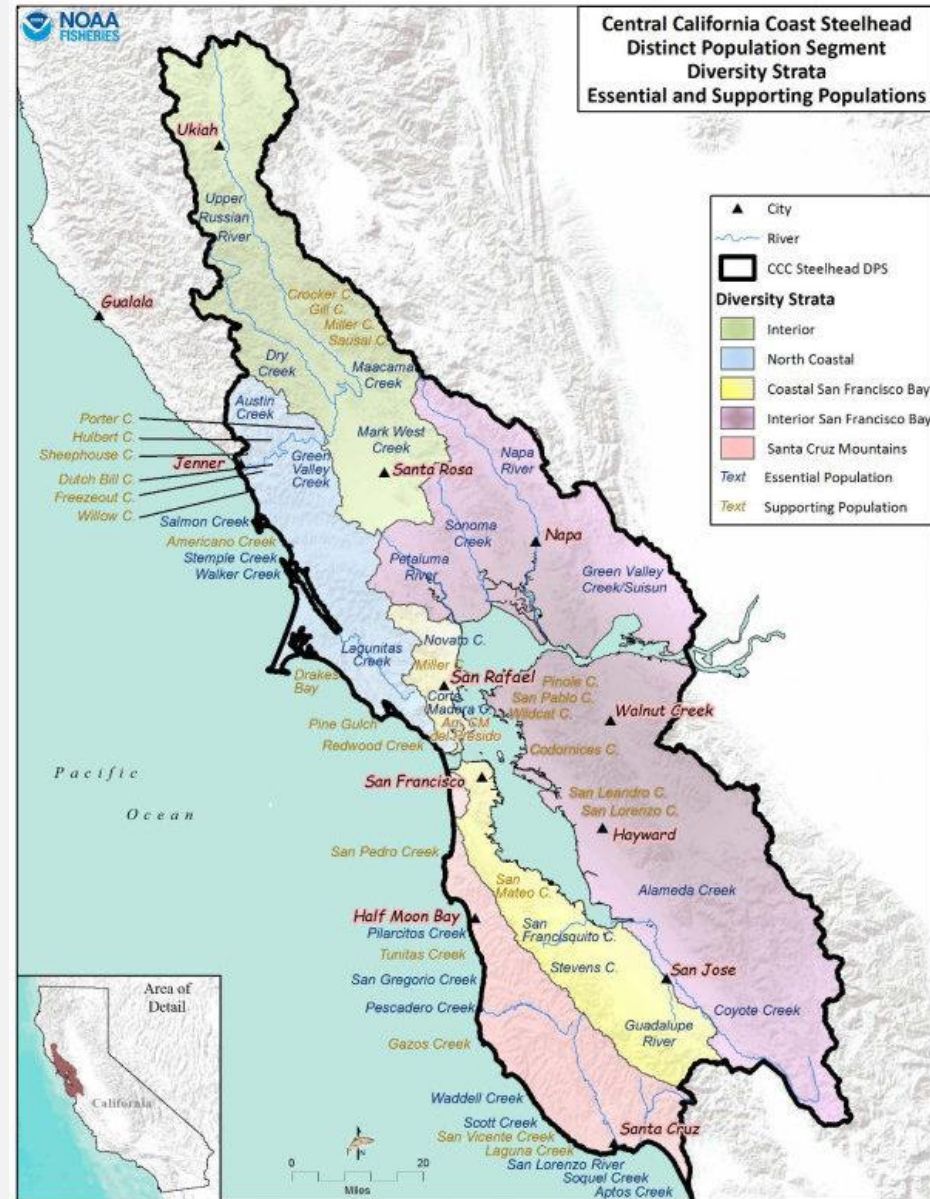 NOAA
FISHERIES
Central California Coast Steelhead
Distinct Population Segment
Diversity Strata
Essential and Supporting Populations
City
River
CCC Steelhead DPS
Diversity Strata
Interior
North Coastal
Coastal San Francisco Bay
Interior San Francisco Bay
Santa Cruz Mountains
Text Essential Population
Text Supporting Population
Ukiah
Upper
Russian
River
Gualala
Crocker C.
Gill C.
Miller C.
Sausal C.
Dry
Creek
Maacama
Creek
Austin
Creek
Porter C.
Hulbert C.
Sheephouse C.
Jenner
Dutch Bill C.
Freezeout C.
Willow C.
Green
Valley
Creek
Mark West
Creek
Santa Rosa
Napa
River
Salmon Creek
Americano Creek
Stemple Creek
Walker Creek
Sonoma
Creek
Napa
Petaluma
River
Green Valley
Creek/Suisun
Lagunitas
Creek
Novato C.
Miller C.
San Rafael
Corte
Madera C.
Arr. CM
del Presido
Drakes
Bay
Pine Gulch
Redwood Creek
Pinole C.
San Pablo C.
Wildcat C.
Walnut Creek
Codornices C.
Pacific
Ocean
San Francisco
San Leandro C.
San Lorenzo C.
Hayward
San Pedro Creek
San
Mateo C.
Alameda Creek
Half Moon Bay
Pilarcitos Creek
Tunitas Creek
San Gregorio Creek
Pescadero Creek
Gazos Creek
San
Francisquito C.
Stevens C.
San Jose
Guadalupe
River
Coyote Creek
Waddell Creek
Scott Creek
San Vicente Creek
Laguna Creek
San Lorenzo River
Soquel Creek
Aptos Creek
Santa Cruz
Area of
Detail
California
N
0 20
Miles